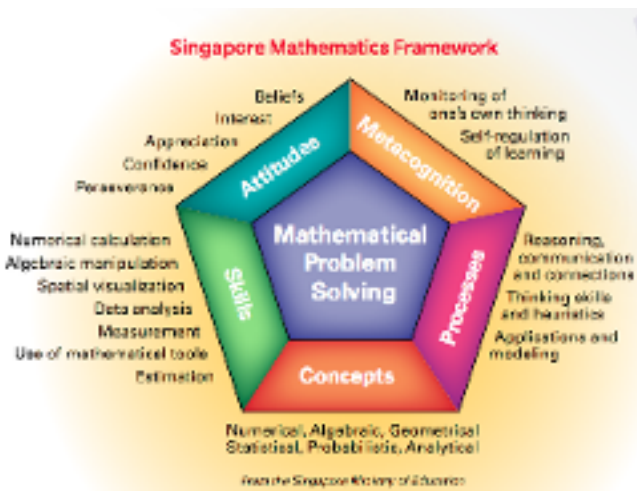 Singapore Mathematics Framework
Beliefs
Interest
Appreciation
Confidence
Perseverance
Attitudes
Monitoring of
one's own thinking
Self-regulation
of learning
Metacognition
Numerical calculation
Algebraic manipulation
Spatial visualization
Data analysis
Measurement
Use of mathematical tools
Estimation
Skills
Mathematical
Problem
Solving
Processes
Reasoning,
communication
and connections
Thinking skills
and heuristics
Applications and
modeling
Concepts
Numerical, Algebraic, Geometrical
Statistical, Probabilistic, Analytical
From the Singapore Ministry of Education